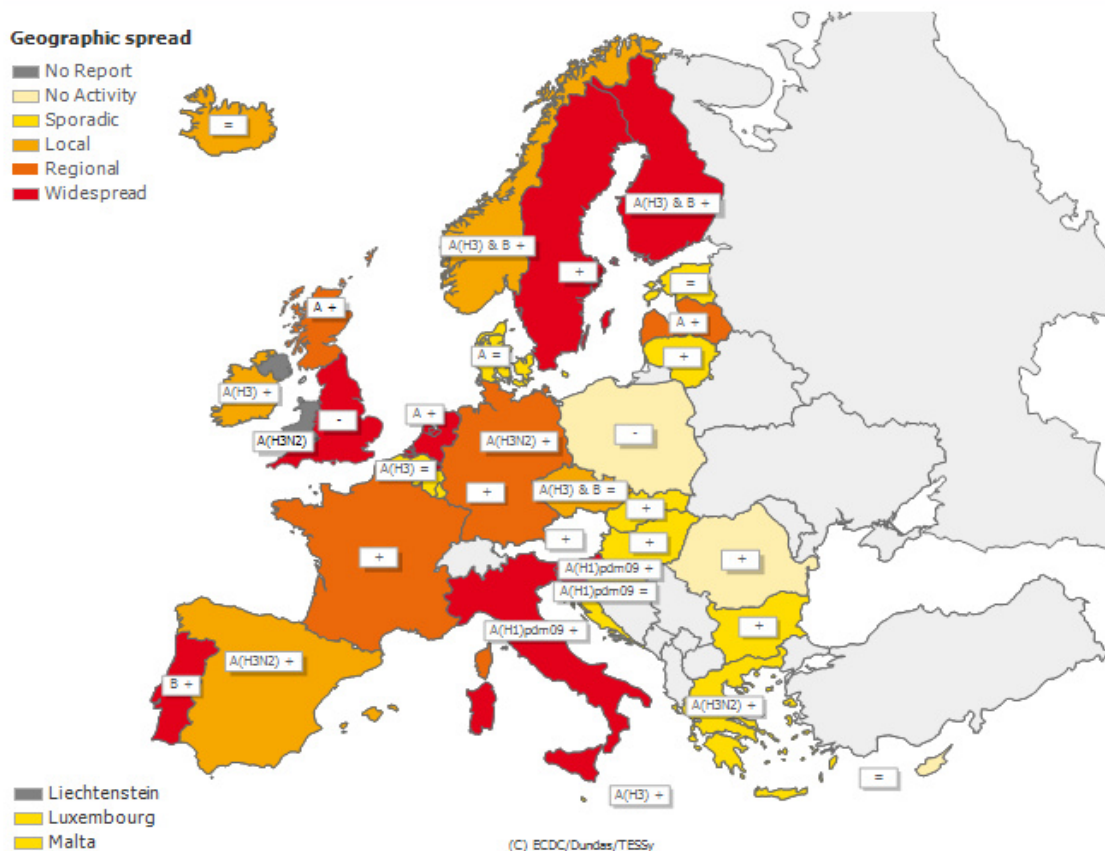 Geographic spread
No Report
No Activity
Sporadic
Local
Regional
Widespread
=
A(H3) & B +
A(H3) & B +
+
=
A +
A +
+
A =
A(H3) +
A +
-
A(H3N2)
A(H3N2) +
-
A(H3) =
A(H3) & B =
+
+
+
+
+
+
A(H1)pdm09 +
A(H1)pdm09 =
+
A(H1)pdm09 +
A(H3N2) +
B +
A(H3N2) +
=
A(H3) +
Liechtenstein
Luxembourg
Malta
(C) ECDC/Dundas/TESSy